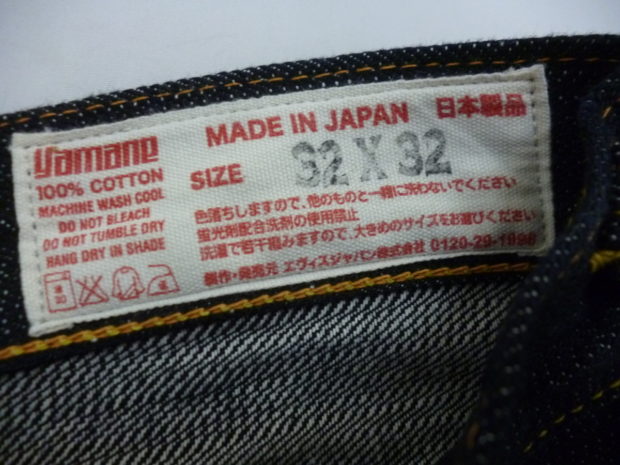 Yamane
100% COTTON
MACHINE WASH COOL
DO NOT BLEACH
DO NOT TUMBLE DRY
HANG DRY IN SHADE
MADE IN JAPAN 日本製品
SIZE 32 X 32
色落ちしますので、他のものと一緒に洗わないでください
蛍光剤配合洗剤の使用禁止
洗濯で若干縮みますので、大きめのサイズをお選びください
製作・発売元 エヴィスジャパン株式会社 0120-29-1998